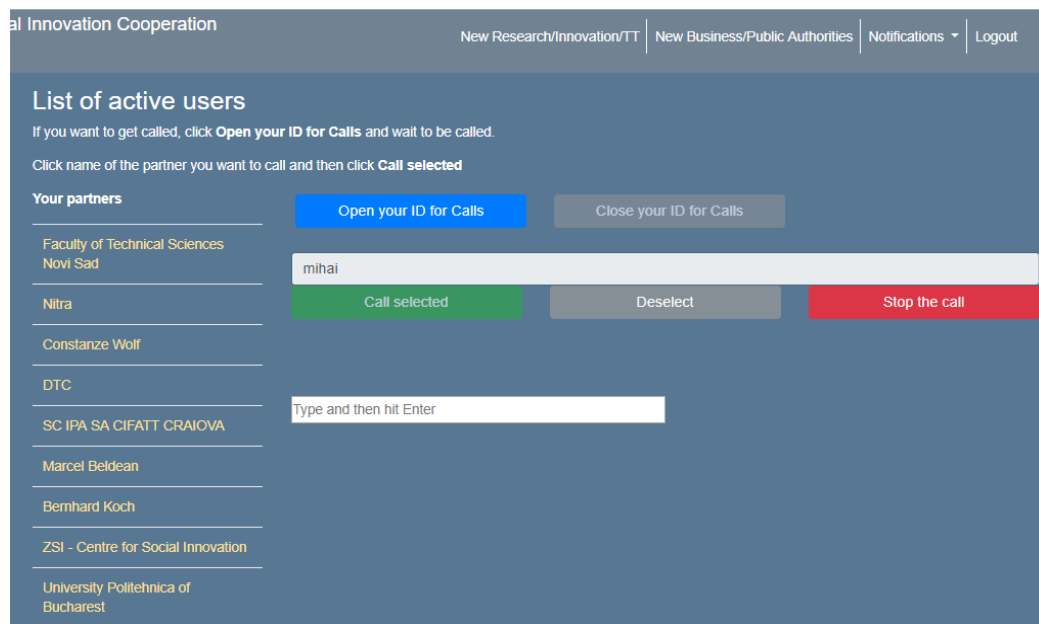 al Innovation Cooperation
New Research/Innovation/TT New Business/Public Authorities Notifications Logout
List of active users
If you want to get called, click Open your ID for Calls and wait to be called.
Click name of the partner you want to call and then click Call selected
Your partners
Open your ID for Calls Close your ID for Calls
Faculty of Technical Sciences
Novi Sad
mihai
Nitra
Call selected Deselect Stop the call
Constanze Wolf
DTC
Type and then hit Enter
SC IPA SA CIFATT CRAIOVA
Marcel Beldean
Bernhard Koch
ZSI - Centre for Social Innovation
University Politehnica of
Bucharest